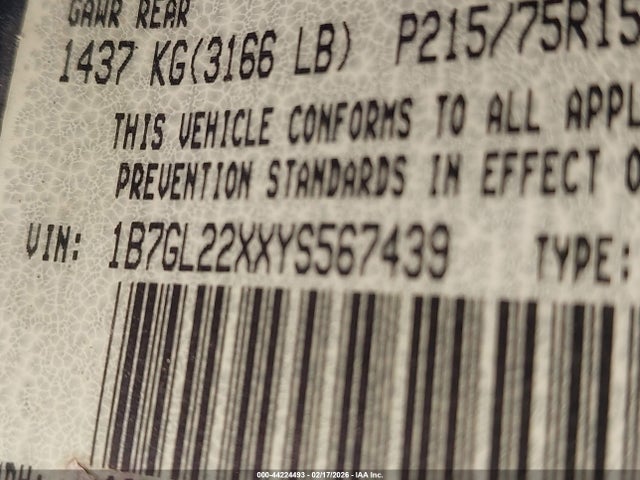 GAWR REAR
1437 KG(3166 LB) P215/75R15
THIS VEHICLE CONFORMS TO ALL APPL
PREVENTION STANDARDS IN EFFECT O
VIN: 1B7GL22XXYS567439 TYPE:
000-44224493 - 02/17/2026 - IAA Inc.